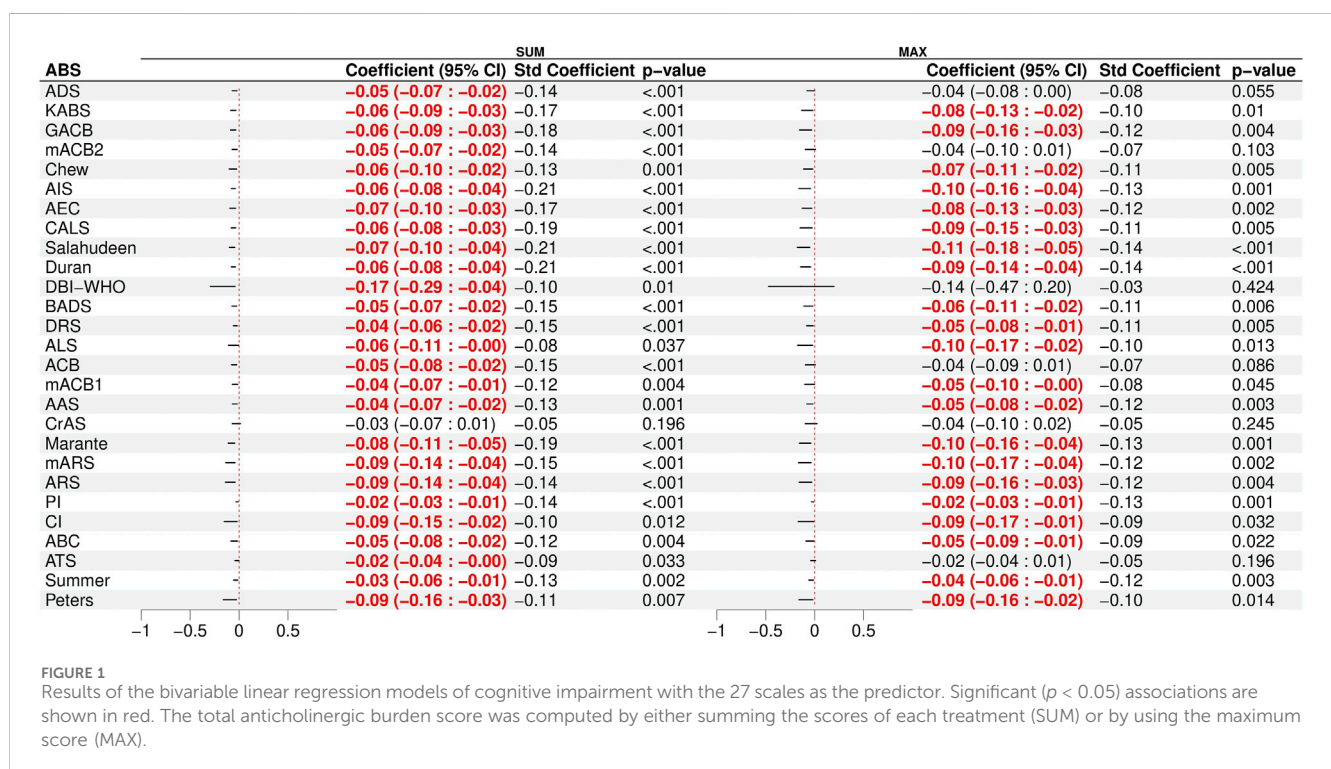 SUM MAX
ABS Coefficient (95% CI) Std Coefficient p−value Coefficient (95% CI) Std Coefficient p−value
ADS −0.05 (−0.07 : −0.02) −0.14 <.001 −0.04 (−0.08 : 0.00) −0.08 0.055
KABS −0.06 (−0.09 : −0.03) −0.17 <.001 −0.08 (−0.13 : −0.02) −0.10 0.01
GACB −0.06 (−0.09 : −0.03) −0.18 <.001 −0.09 (−0.16 : −0.03) −0.12 0.004
mACB2 −0.05 (−0.07 : −0.02) −0.14 <.001 −0.04 (−0.10 : 0.01) −0.07 0.103
Chew −0.06 (−0.10 : −0.02) −0.13 0.001 −0.07 (−0.11 : −0.02) −0.11 0.005
AIS −0.06 (−0.08 : −0.04) −0.21 <.001 −0.10 (−0.16 : −0.04) −0.13 0.001
AEC −0.07 (−0.10 : −0.03) −0.17 <.001 −0.08 (−0.13 : −0.03) −0.12 0.002
CALS −0.06 (−0.08 : −0.03) −0.19 <.001 −0.09 (−0.15 : −0.03) −0.11 0.005
Salahudeen −0.07 (−0.10 : −0.04) −0.21 <.001 −0.11 (−0.18 : −0.05) −0.14 <.001
Duran −0.06 (−0.08 : −0.04) −0.21 <.001 −0.09 (−0.14 : −0.04) −0.14 <.001
DBI−WHO −0.17 (−0.29 : −0.04) −0.10 0.01 −0.14 (−0.47 : 0.20) −0.03 0.424
BADS −0.05 (−0.07 : −0.02) −0.15 <.001 −0.06 (−0.11 : −0.02) −0.11 0.006
DRS −0.04 (−0.06 : −0.02) −0.15 <.001 −0.05 (−0.08 : −0.01) −0.11 0.005
ALS −0.06 (−0.11 : −0.00) −0.08 0.037 −0.10 (−0.17 : −0.02) −0.10 0.013
ACB −0.05 (−0.08 : −0.02) −0.15 <.001 −0.04 (−0.09 : 0.01) −0.07 0.086
mACB1 −0.04 (−0.07 : −0.01) −0.12 0.004 −0.05 (−0.10 : −0.00) −0.08 0.045
AAS −0.04 (−0.07 : −0.02) −0.13 0.001 −0.05 (−0.08 : −0.02) −0.12 0.003
CrAS −0.03 (−0.07 : 0.01) −0.05 0.196 −0.04 (−0.10 : 0.02) −0.05 0.245
Marante −0.08 (−0.11 : −0.05) −0.19 <.001 −0.10 (−0.16 : −0.04) −0.13 0.001
mARS −0.09 (−0.14 : −0.04) −0.15 <.001 −0.10 (−0.17 : −0.04) −0.12 0.002
ARS −0.09 (−0.14 : −0.04) −0.14 <.001 −0.09 (−0.16 : −0.03) −0.12 0.004
PI −0.02 (−0.03 : −0.01) −0.14 <.001 −0.02 (−0.03 : −0.01) −0.13 0.001
CI −0.09 (−0.15 : −0.02) −0.10 0.012 −0.09 (−0.17 : −0.01) −0.09 0.032
ABC −0.05 (−0.08 : −0.02) −0.12 0.004 −0.05 (−0.09 : −0.01) −0.09 0.022
ATS −0.02 (−0.04 : −0.00) −0.09 0.033 −0.02 (−0.04 : 0.01) −0.05 0.196
Summer −0.03 (−0.06 : −0.01) −0.13 0.002 −0.04 (−0.06 : −0.01) −0.12 0.003
Peters −0.09 (−0.16 : −0.03) −0.11 0.007 −0.09 (−0.16 : −0.02) −0.10 0.014
−1 −0.5 0 0.5 −1 −0.5 0 0.5
FIGURE 1
Results of the bivariable linear regression models of cognitive impairment with the 27 scales as the predictor. Significant (p < 0.05) associations are
shown in red. The total anticholinergic burden score was computed by either summing the scores of each treatment (SUM) or by using the maximum
score (MAX).